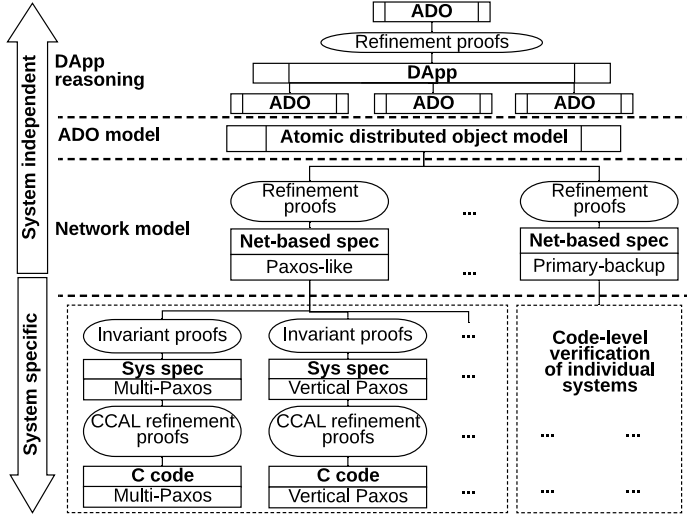 ADO
Refinement proofs
DApp
reasoning
DApp
ADO
ADO
ADO
ADO model
Atomic distributed object model
System independent
Network model
Refinement
proofs
...
Refinement
proofs
Net-based spec
Paxos-like
...
Net-based spec
Primary-backup
System specific
Invariant proofs
Invariant proofs
...
Sys spec
Multi-Paxos
Sys spec
Vertical Paxos
...
CCAL refinement
proofs
CCAL refinement
proofs
...
C code
Multi-Paxos
C code
Vertical Paxos
...
Code-level
verification
of individual
systems
...
...
...
...